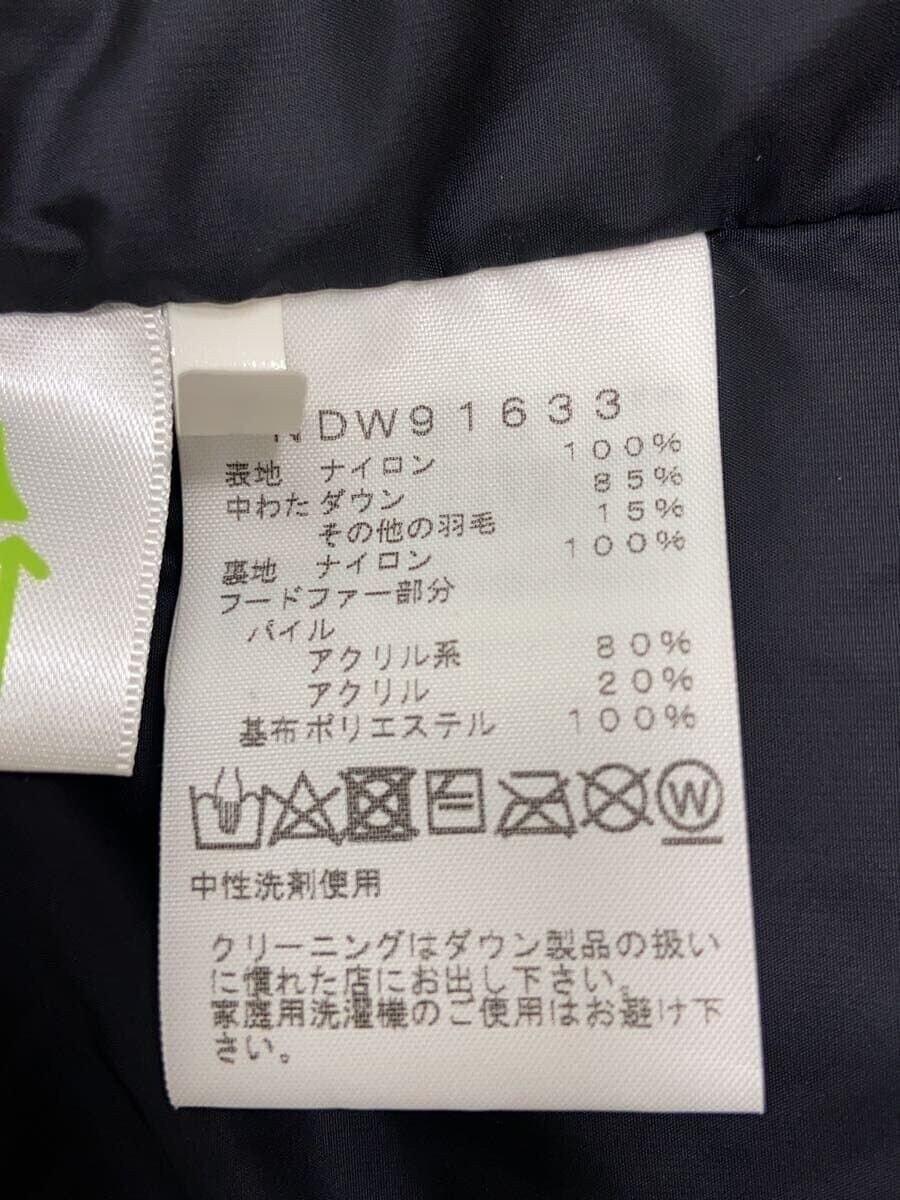 NDW91633
表地 ナイロン 100%
中わた ダウン 85%
その他の羽毛 15%
裏地 ナイロン 100%
フードファー部分
パイル
アクリル系 80%
アクリル 20%
基布 ポリエステル 100%
W
中性洗剤使用
クリーニングはダウン製品の扱い
に慣れた店にお出し下さい。
家庭用洗濯機のご使用はお避け下
さい。